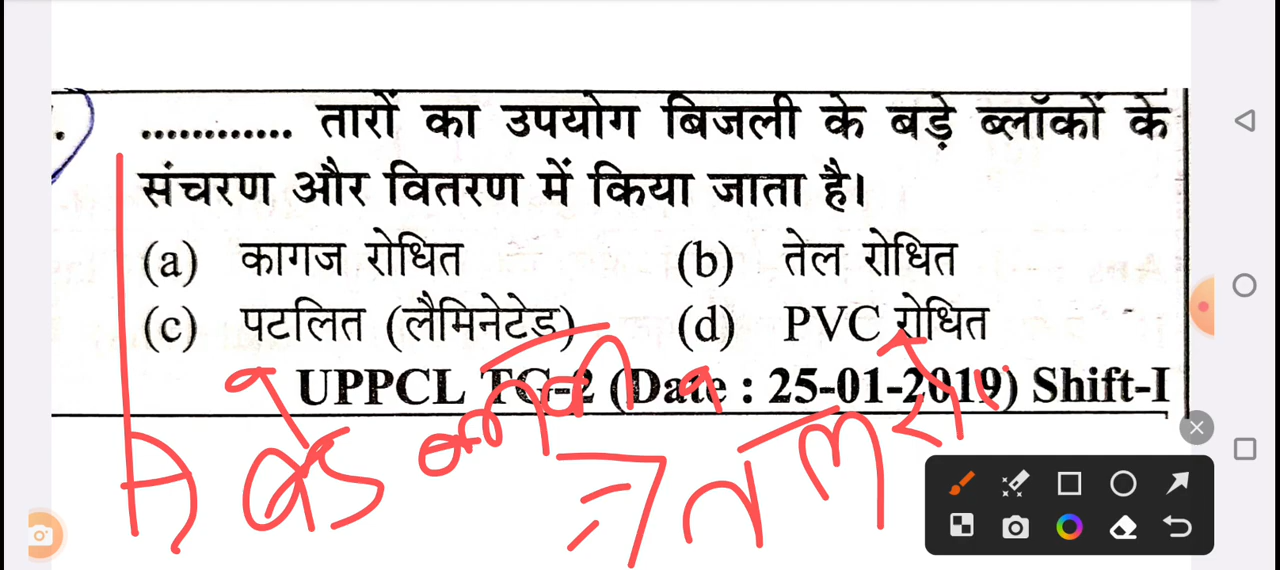 ............ तारों का उपयोग बिजली के बड़े ब्लॉकों के
संचरण और वितरण में किया जाता है।
(a) कागज रोधित (b) तेल रोधित
(c) पटलित (लैमिनेटेड) (d) PVC रोधित
UPPCL TG-2 (Date : 25-01-2019) Shift-I